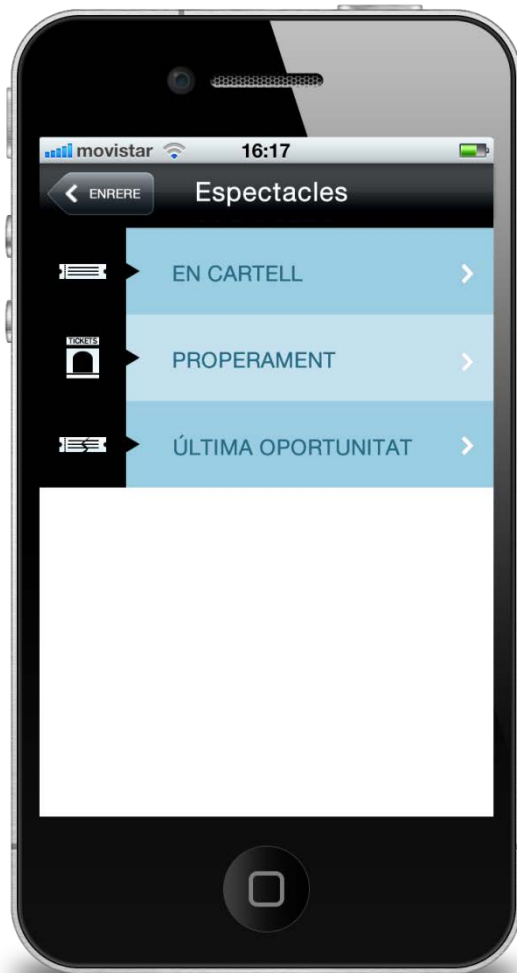 movistar 16:17
ENRERE Espectacles
EN CARTELL
TICKETS
PROPERAMENT
ÚLTIMA OPORTUNITAT